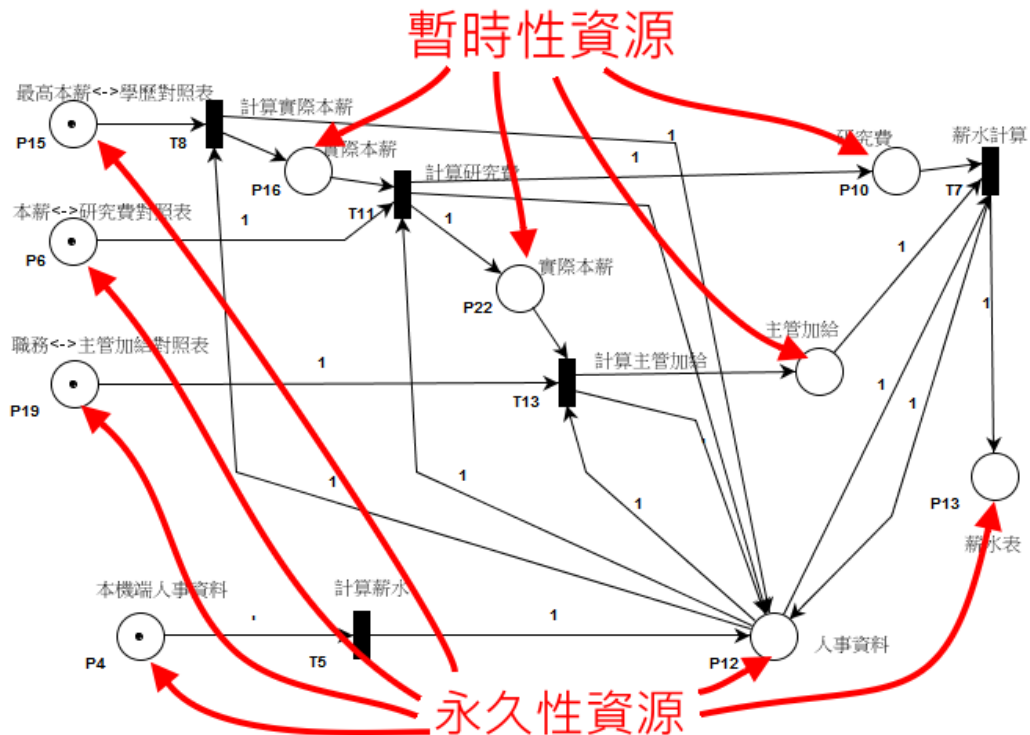 暫時性資源
最高本薪<->學歷對照表
計算實際本薪
P15
T8
1
1
研究費
薪水計算
實際本薪
P16
計算研究費
P10
T7
T11
本薪<->研究費對照表
1
1
P6
實際本薪
1
P22
1
主管加給
職務<->主管加給對照表
1
計算主管加給
P19
T13
1
1
1
1
1
P13
薪水表
本機端人事資料
計算薪水
1
人事資料
P4
T5
P12
永久性資源